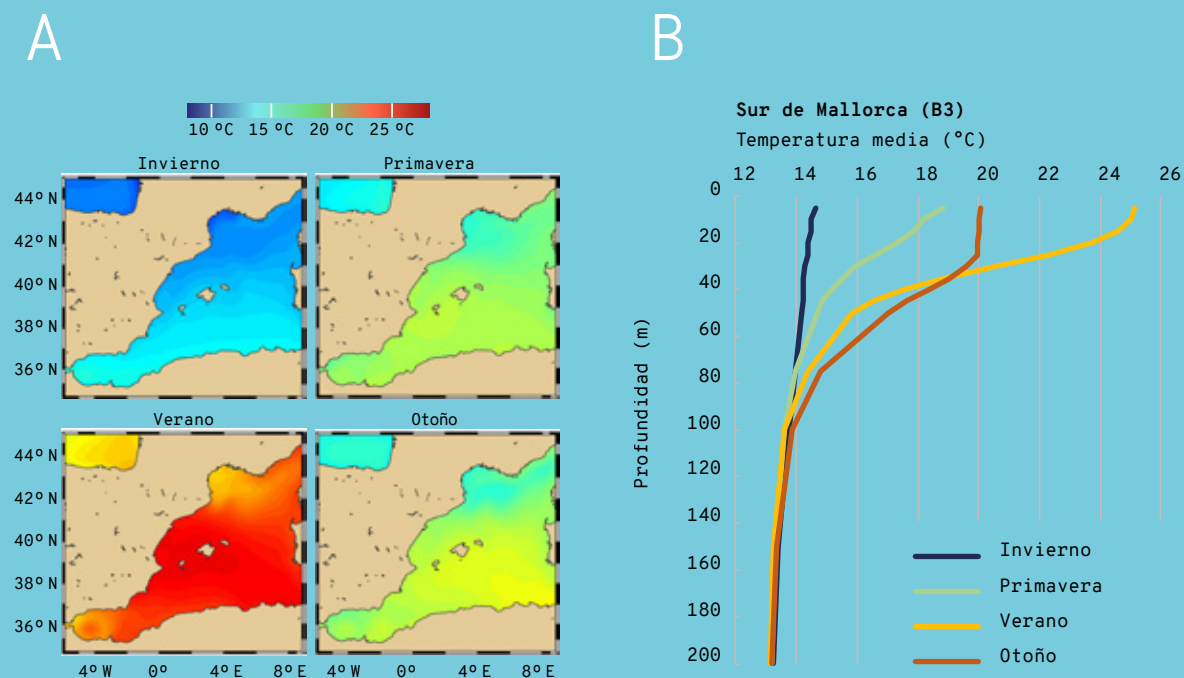 A
10 ºC 15 ºC 20 ºC 25 ºC
Invierno Primavera
44º N
42º N
40º N
38º N
36º N
Verano Otoño
44º N
42º N
40º N
38º N
36º N
4º W 0º 4º E 8º E 4º W 0º 4º E 8º E
B
Sur de Mallorca (B3)
Temperatura media (°C)
12 14 16 18 20 22 24 26
Profundidad (m)
0
20
40
60
80
100
120
140
160
180
200
Invierno
Primavera
Verano
Otoño